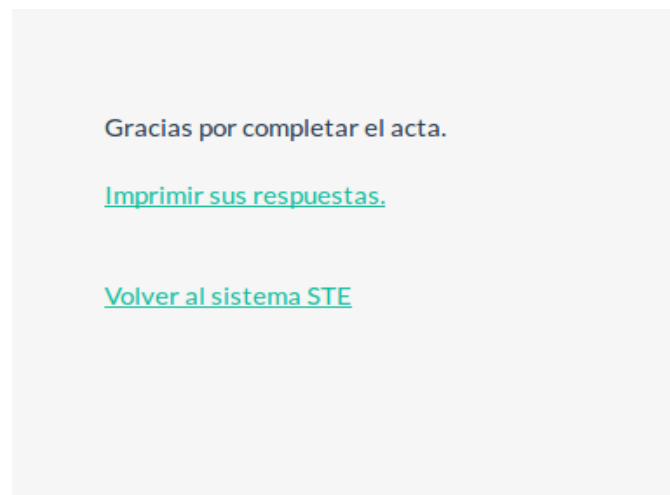 Gracias por completar el acta.
Imprimir sus respuestas.
Volver al sistema STE